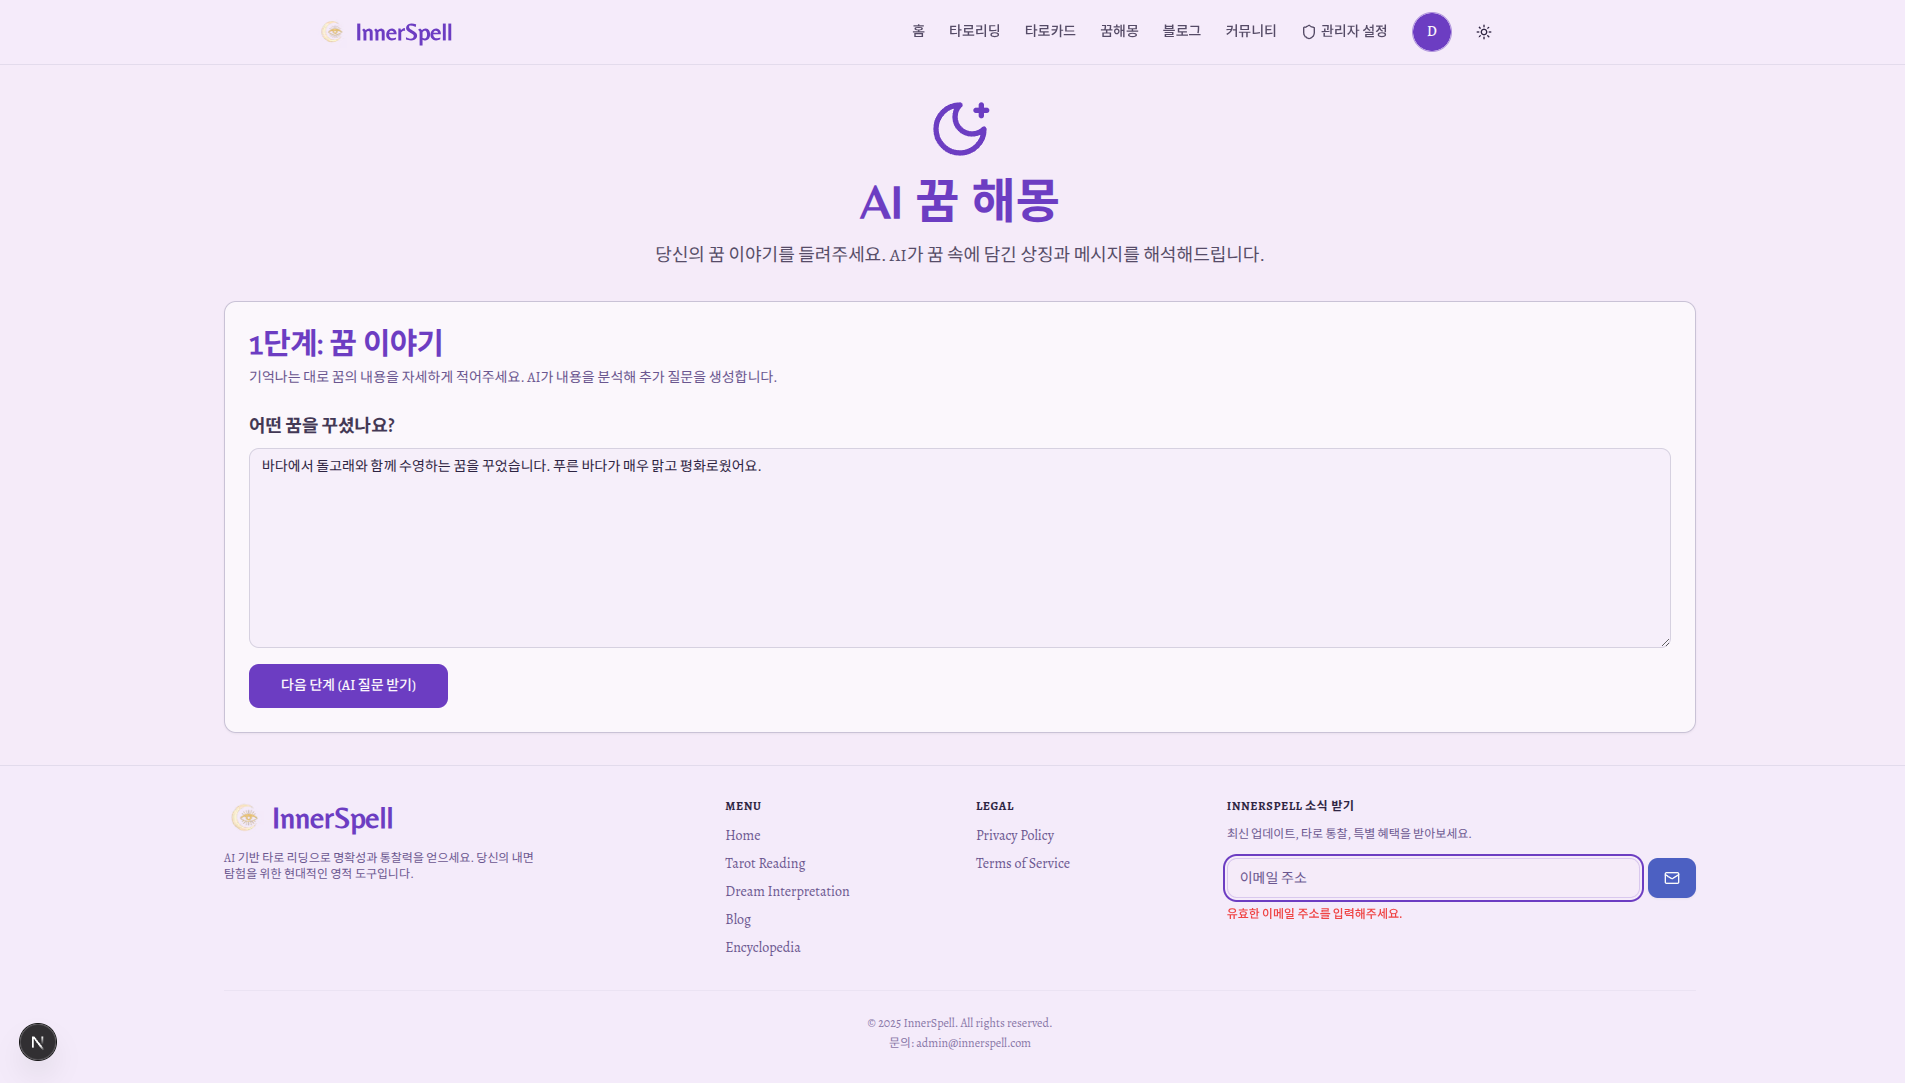 InnerSpell
홈
타로리딩
타로카드
꿈해몽
블로그
커뮤니티
관리자 설정
D
AI 꿈 해몽
당신의 꿈 이야기를 들려주세요. AI가 꿈 속에 담긴 상징과 메시지를 해석해드립니다.
1단계: 꿈 이야기
기억나는 대로 꿈의 내용을 자세하게 적어주세요. AI가 내용을 분석해 추가 질문을 생성합니다.
어떤 꿈을 꾸셨나요?
바다에서 돌고래와 함께 수영하는 꿈을 꾸었습니다. 푸른 바다가 매우 맑고 평화로웠어요.
다음 단계 (AI 질문 받기)
InnerSpell
AI 기반 타로 리딩으로 명확성과 통찰력을 얻으세요. 당신의 내면
탐험을 위한 현대적인 영적 도구입니다.
MENU
Home
Tarot Reading
Dream Interpretation
Blog
Encyclopedia
LEGAL
Privacy Policy
Terms of Service
INNERSPELL 소식 받기
최신 업데이트, 타로 통찰, 특별 혜택을 받아보세요.
이메일 주소
유효한 이메일 주소를 입력해주세요.
© 2025 InnerSpell. All rights reserved.
문의: admin@innerspell.com
N